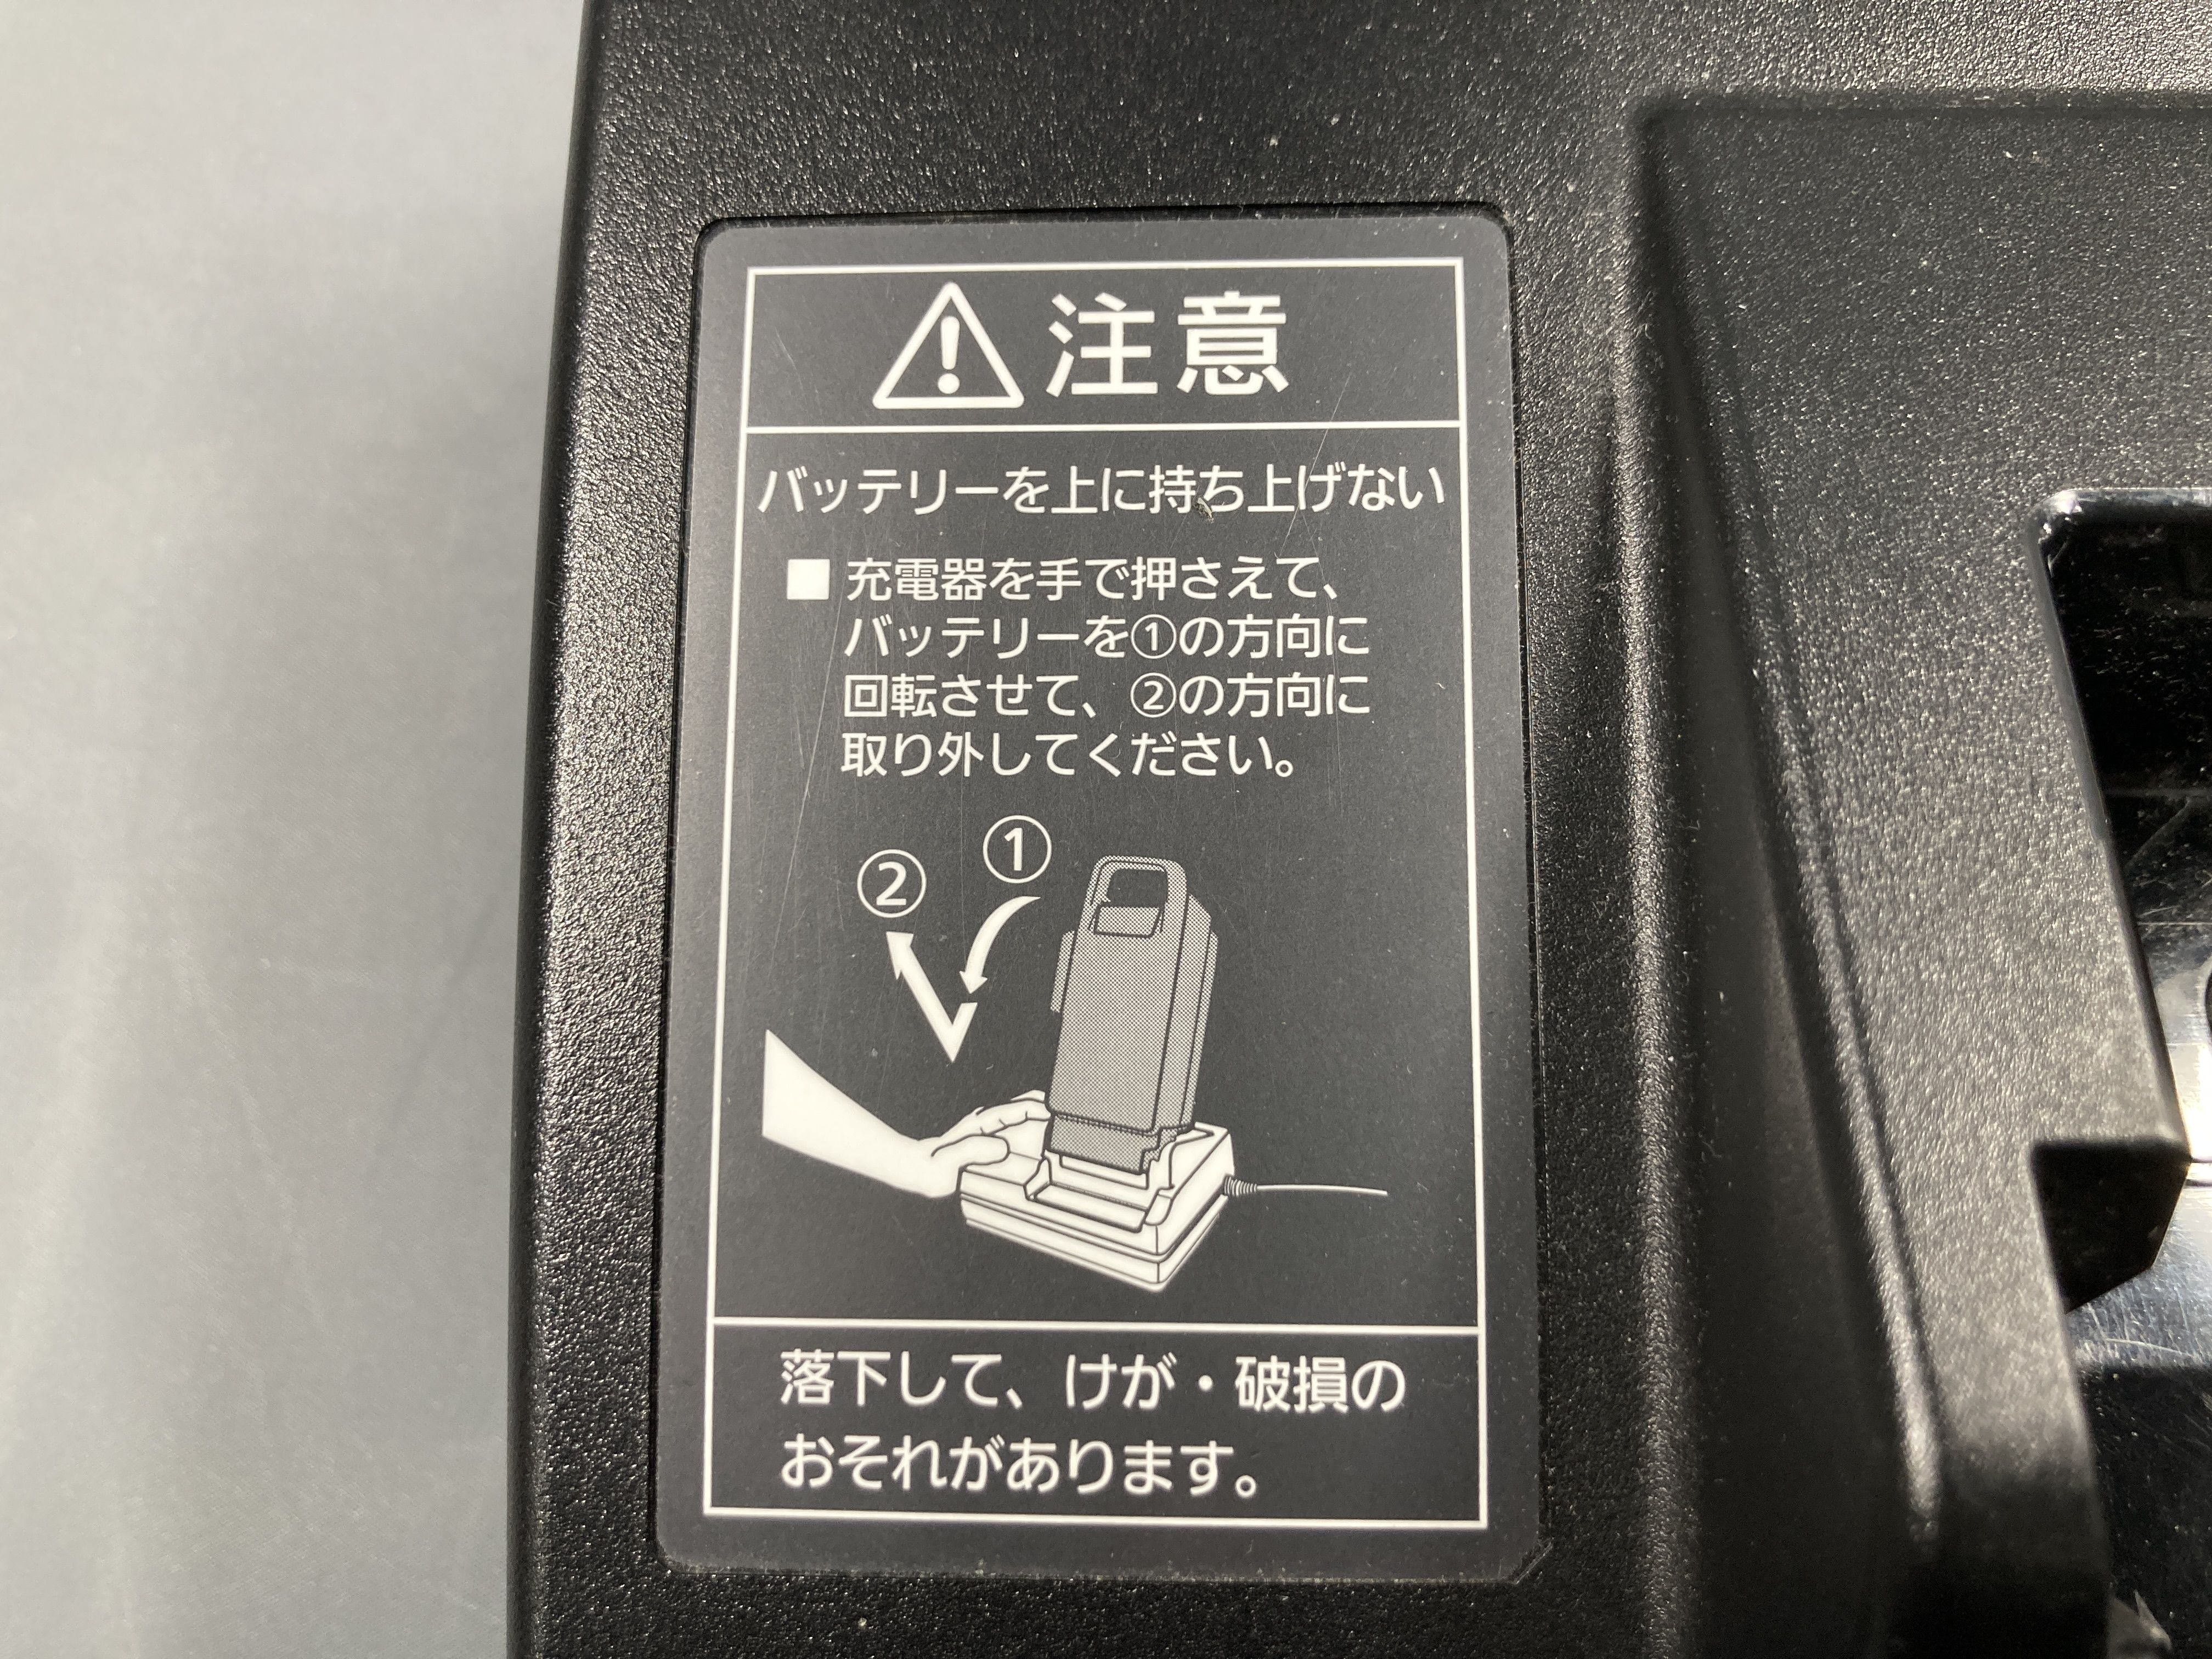 注意
バッテリーを上に持ち上げない
■ 充電器を手で押さえて、
バッテリーを①の方向に
回転させて、②の方向に
取り外してください。
①
②
落下して、けが・破損の
おそれがあります。